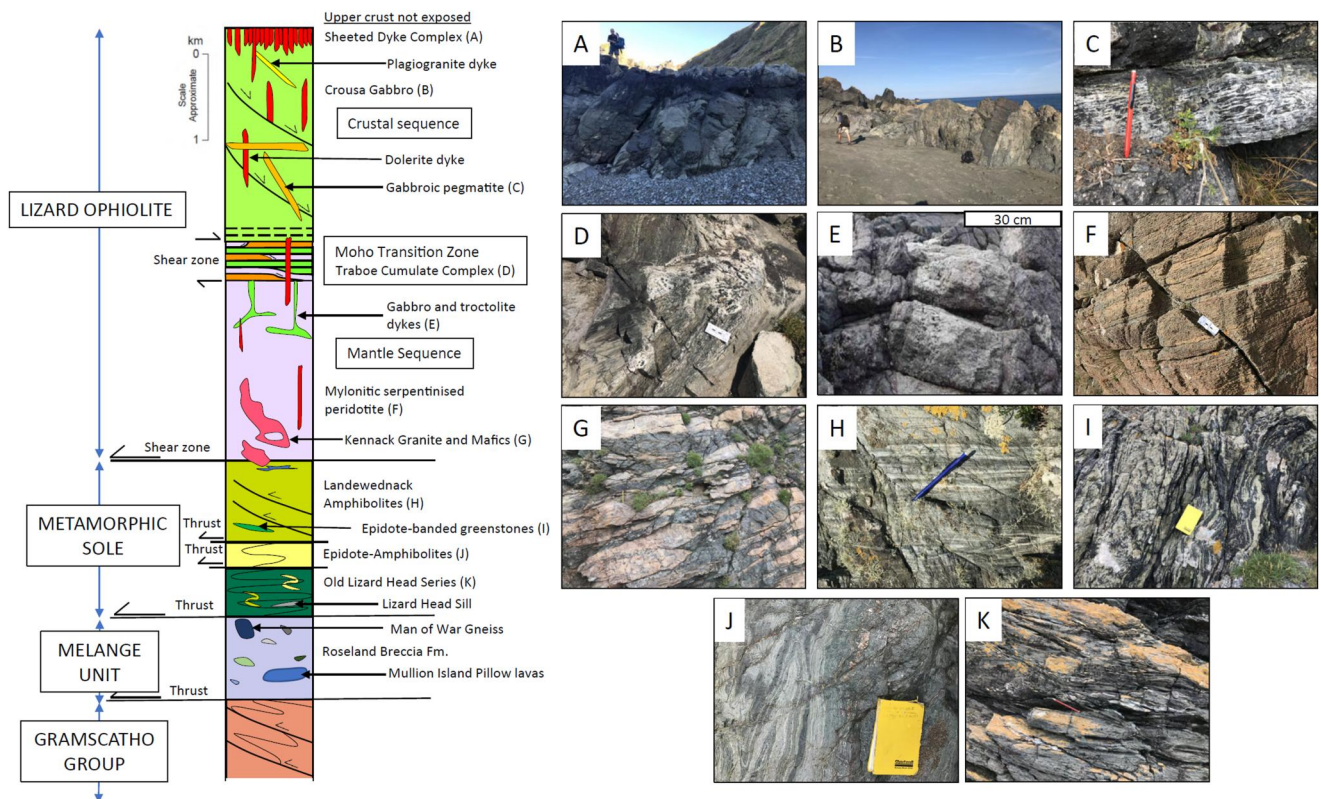 Upper crust not exposed
Sheeted Dyke Complex (A)
km
0
Scale
Approximate
1
Plagiogranite dyke
Crousa Gabbro (B)
Crustal sequence
Dolerite dyke
Gabbroic pegmatite (C)
LIZARD OPHIOLITE
Shear zone
Moho Transition Zone
Traboe Cumulate Complex (D)
Gabbro and troctolite
dykes (E)
Mantle Sequence
Mylonitic serpentinised
peridotite (F)
Kennack Granite and Mafics (G)
Shear zone
METAMORPHIC
SOLE
Landewednack
Amphibolites (H)
Thrust
Epidote-banded greenstones (I)
Thrust
Epidote-Amphibolites (J)
Old Lizard Head Series (K)
Thrust
Lizard Head Sill
MELANGE
UNIT
Man of War Gneiss
Roseland Breccia Fm.
Mullion Island Pillow lavas
Thrust
GRAMSCATHO
GROUP
A
B
C
D
E
30 cm
F
G
H
I
J
K